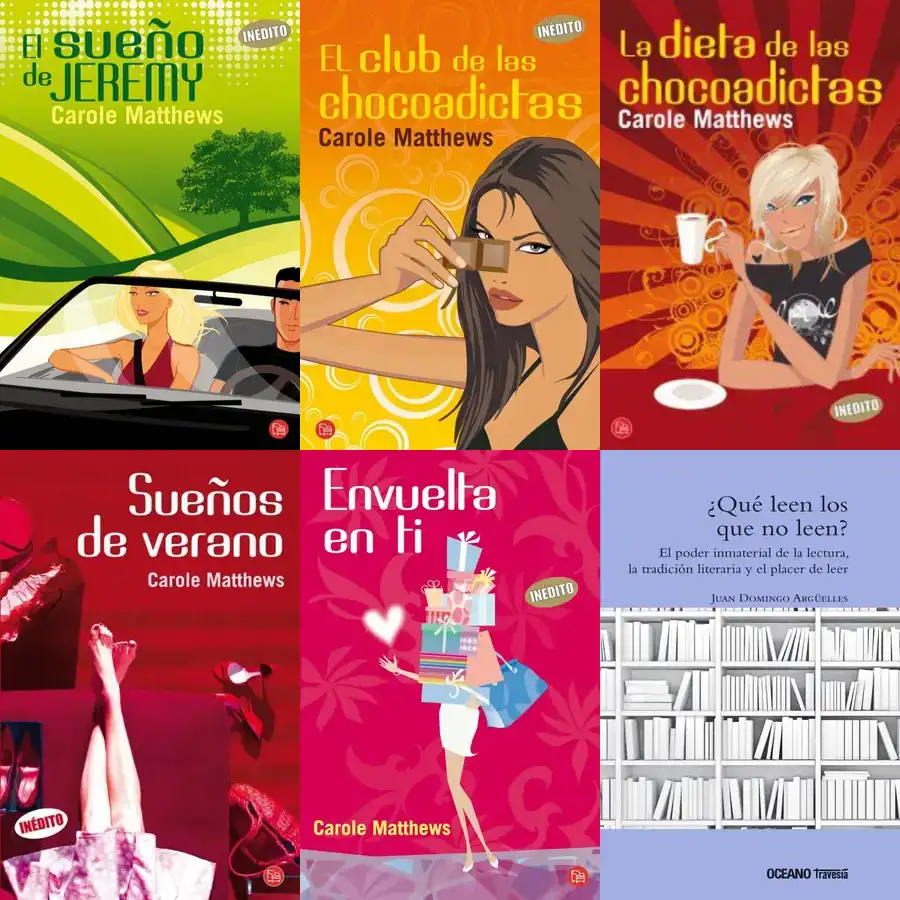 El sueño
de JEREMY
Carole Matthews
INÉDITO
EL club de las
chocoadictas
Carole Matthews
INÉDITO
La dieta de las
chocoadictas
Carole Matthews
INÉDITO
Sueños
de verano
Carole Matthews
INÉDITO
Envuelta
en ti
INÉDITO
Carole Matthews
¿Qué leen los
que no leen?
El poder inmaterial de la lectura,
la tradición literaria y el placer de leer
JUAN DOMINGO ARGÜELLES
OCEANO Travesía